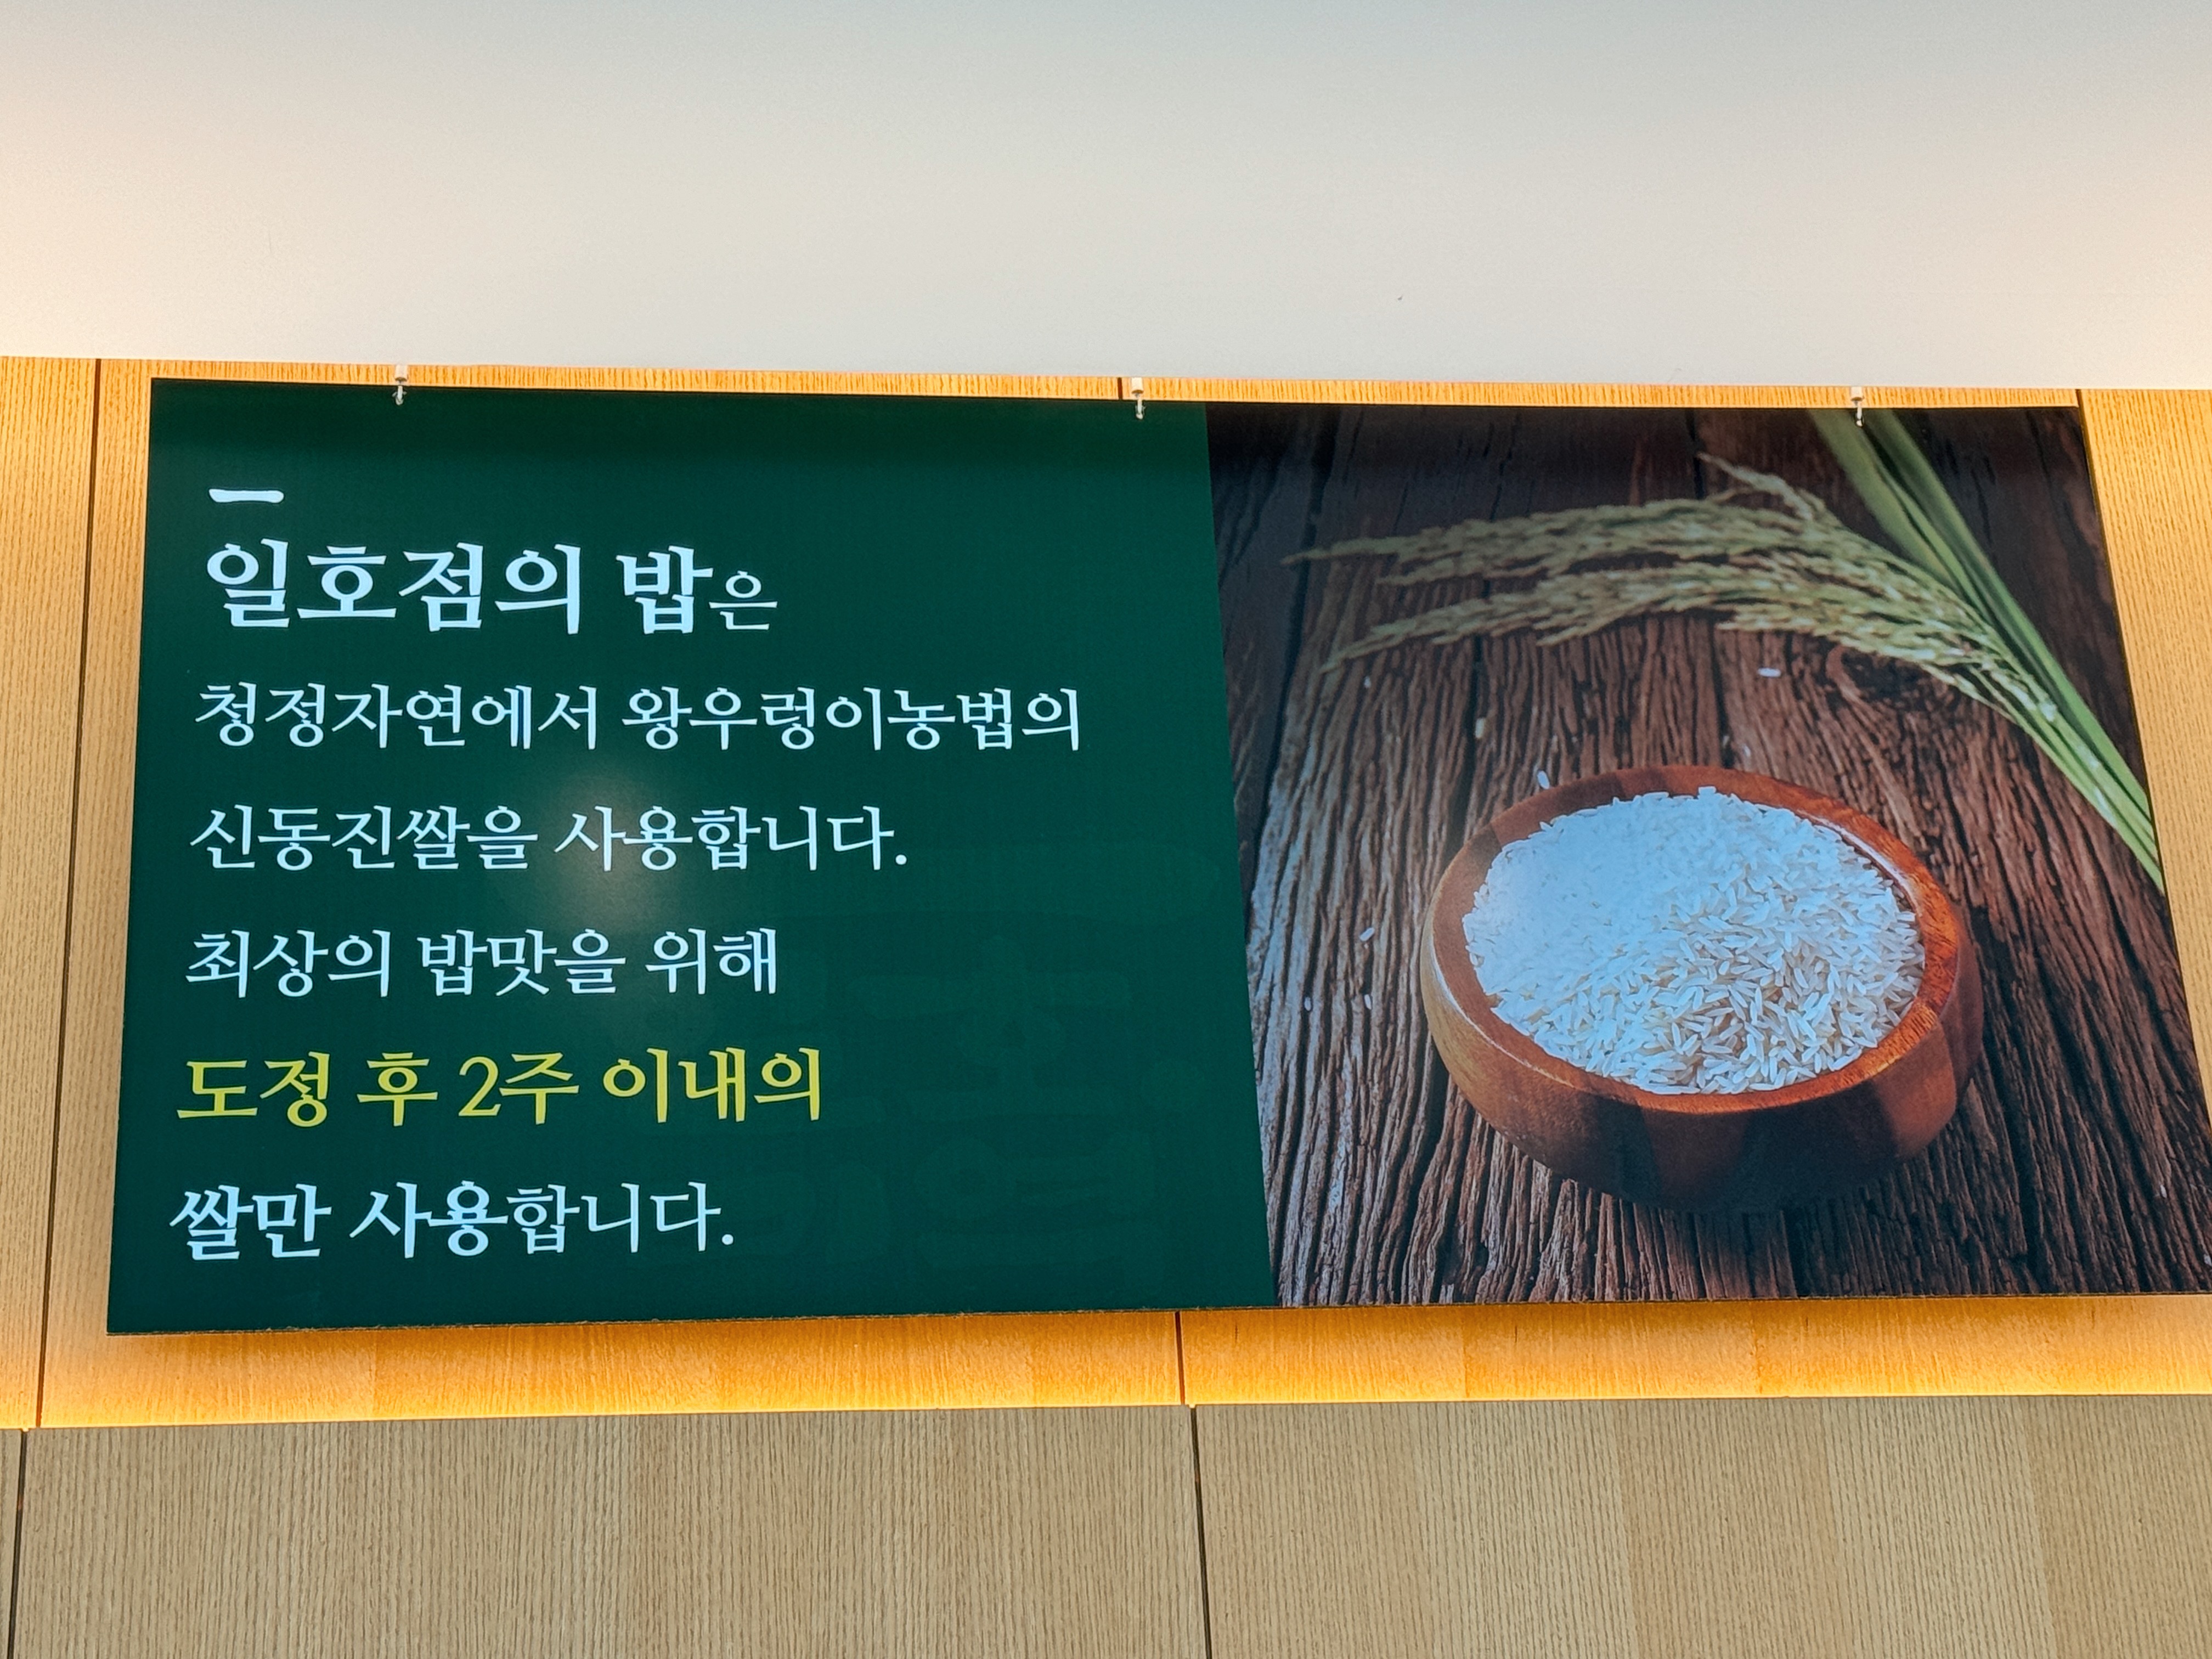 일호점의 밥은
청정자연에서 왕우렁이농법의
신동진쌀을 사용합니다.
최상의 밥맛을 위해
도정 후 2주 이내의
쌀만 사용합니다.